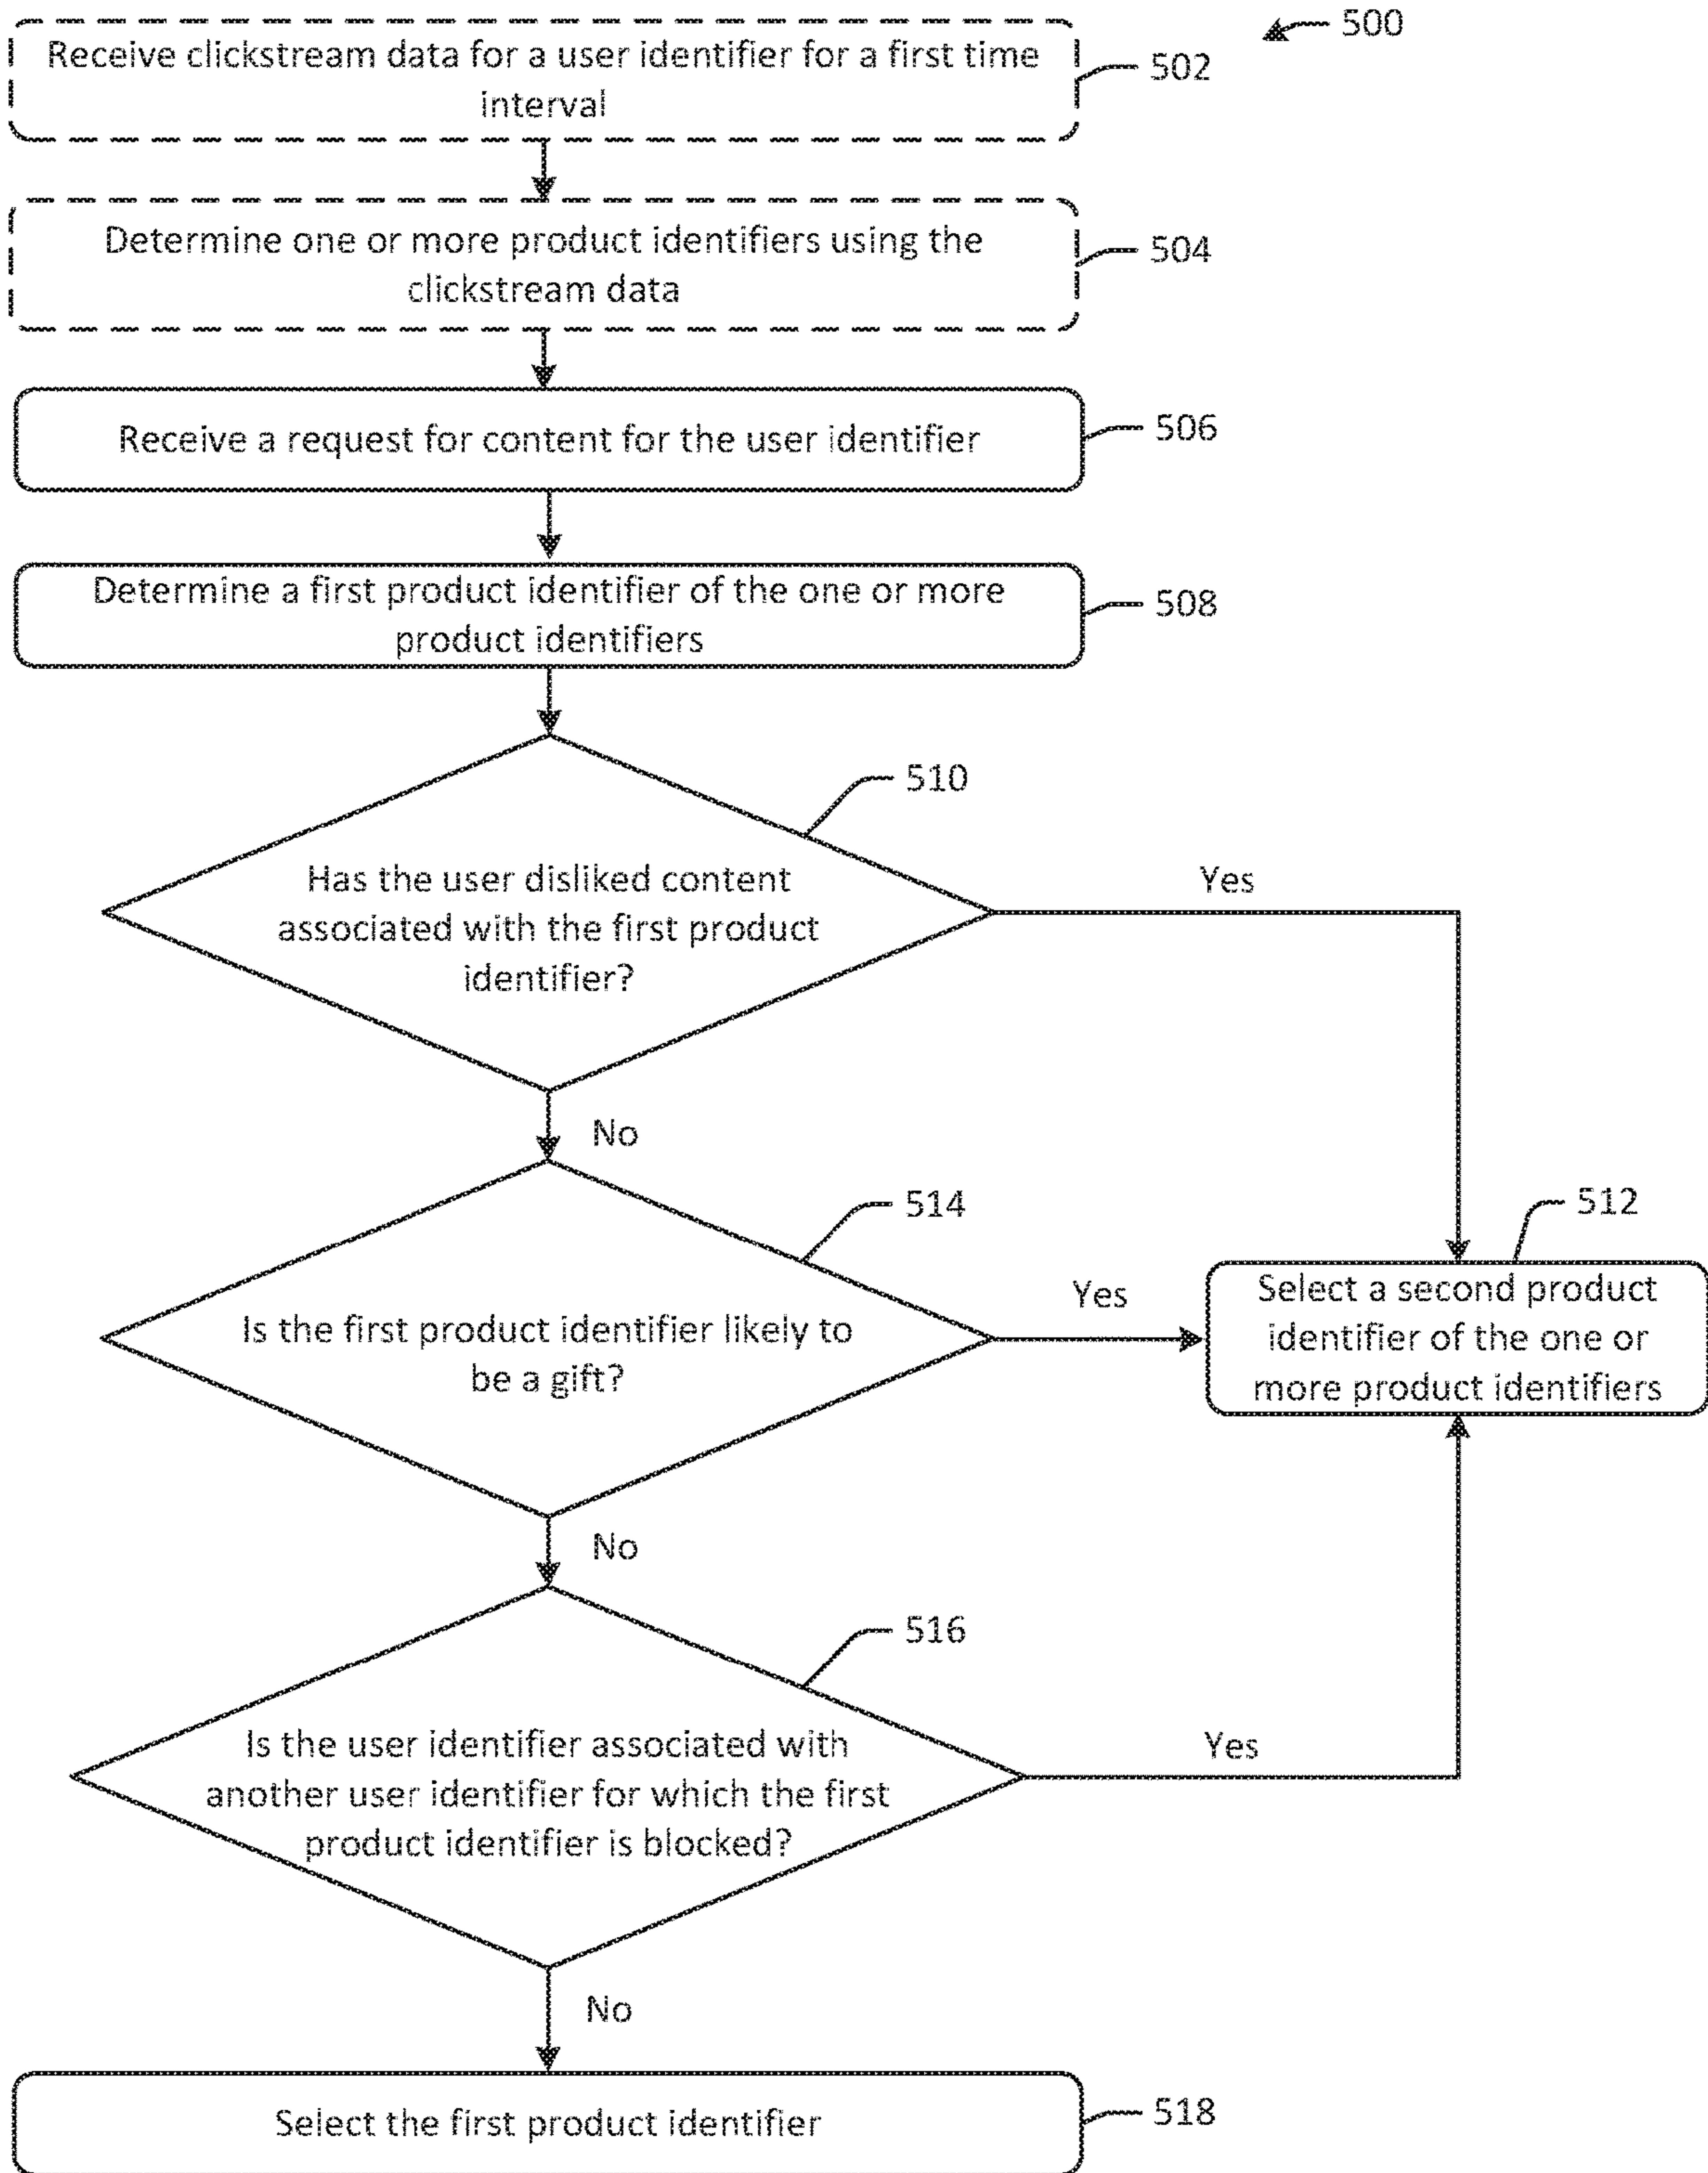 500
Receive clickstream data for a user identifier for a first time
interval
502
Determine one or more product identifiers using the
clickstream data
504
Receive a request for content for the user identifier
506
Determine a first product identifier of the one or more
product identifiers
508
510
Has the user disliked content
associated with the first product
identifier?
Yes
No
514
Is the first product identifier likely to
be a gift?
Yes
512
Select a second product
identifier of the one or
more product identifiers
No
516
Is the user identifier associated with
another user identifier for which the first
product identifier is blocked?
Yes
No
Select the first product identifier
518